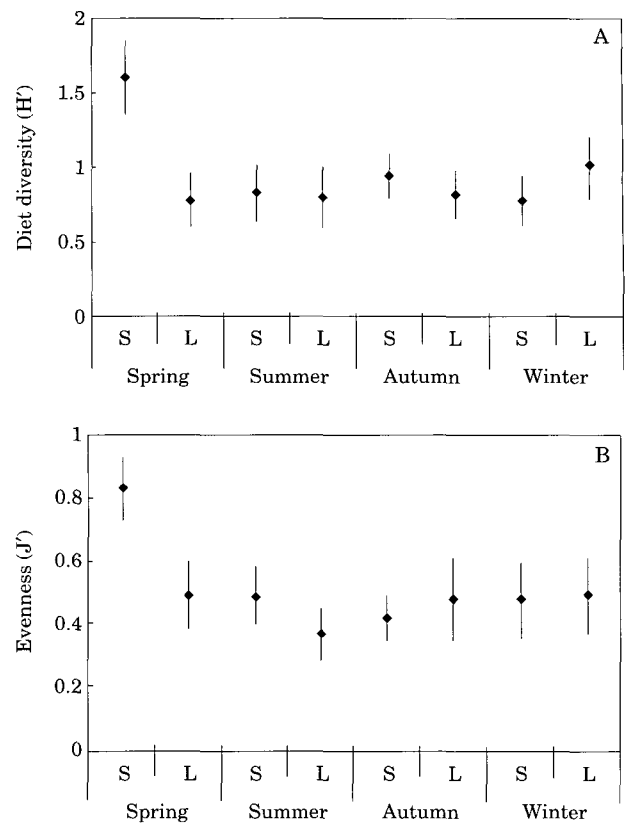 2
A
1.5
Diet diversity (H′)
1
0.5
0
S L S L S L S L
Spring Summer Autumn Winter
1
B
0.8
Evenness (J′)
0.6
0.4
0.2
0
S L S L S L S L
Spring Summer Autumn Winter